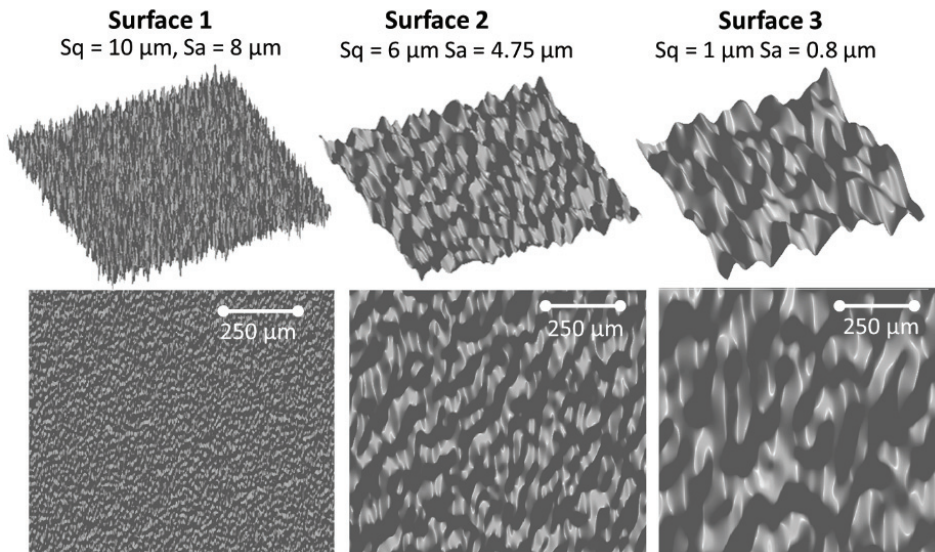 Surface 1
Sq = 10 µm, Sa = 8 µm
Surface 2
Sq = 6 µm Sa = 4.75 µm
Surface 3
Sq = 1 µm Sa = 0.8 µm
250 µm
250 µm
250 µm